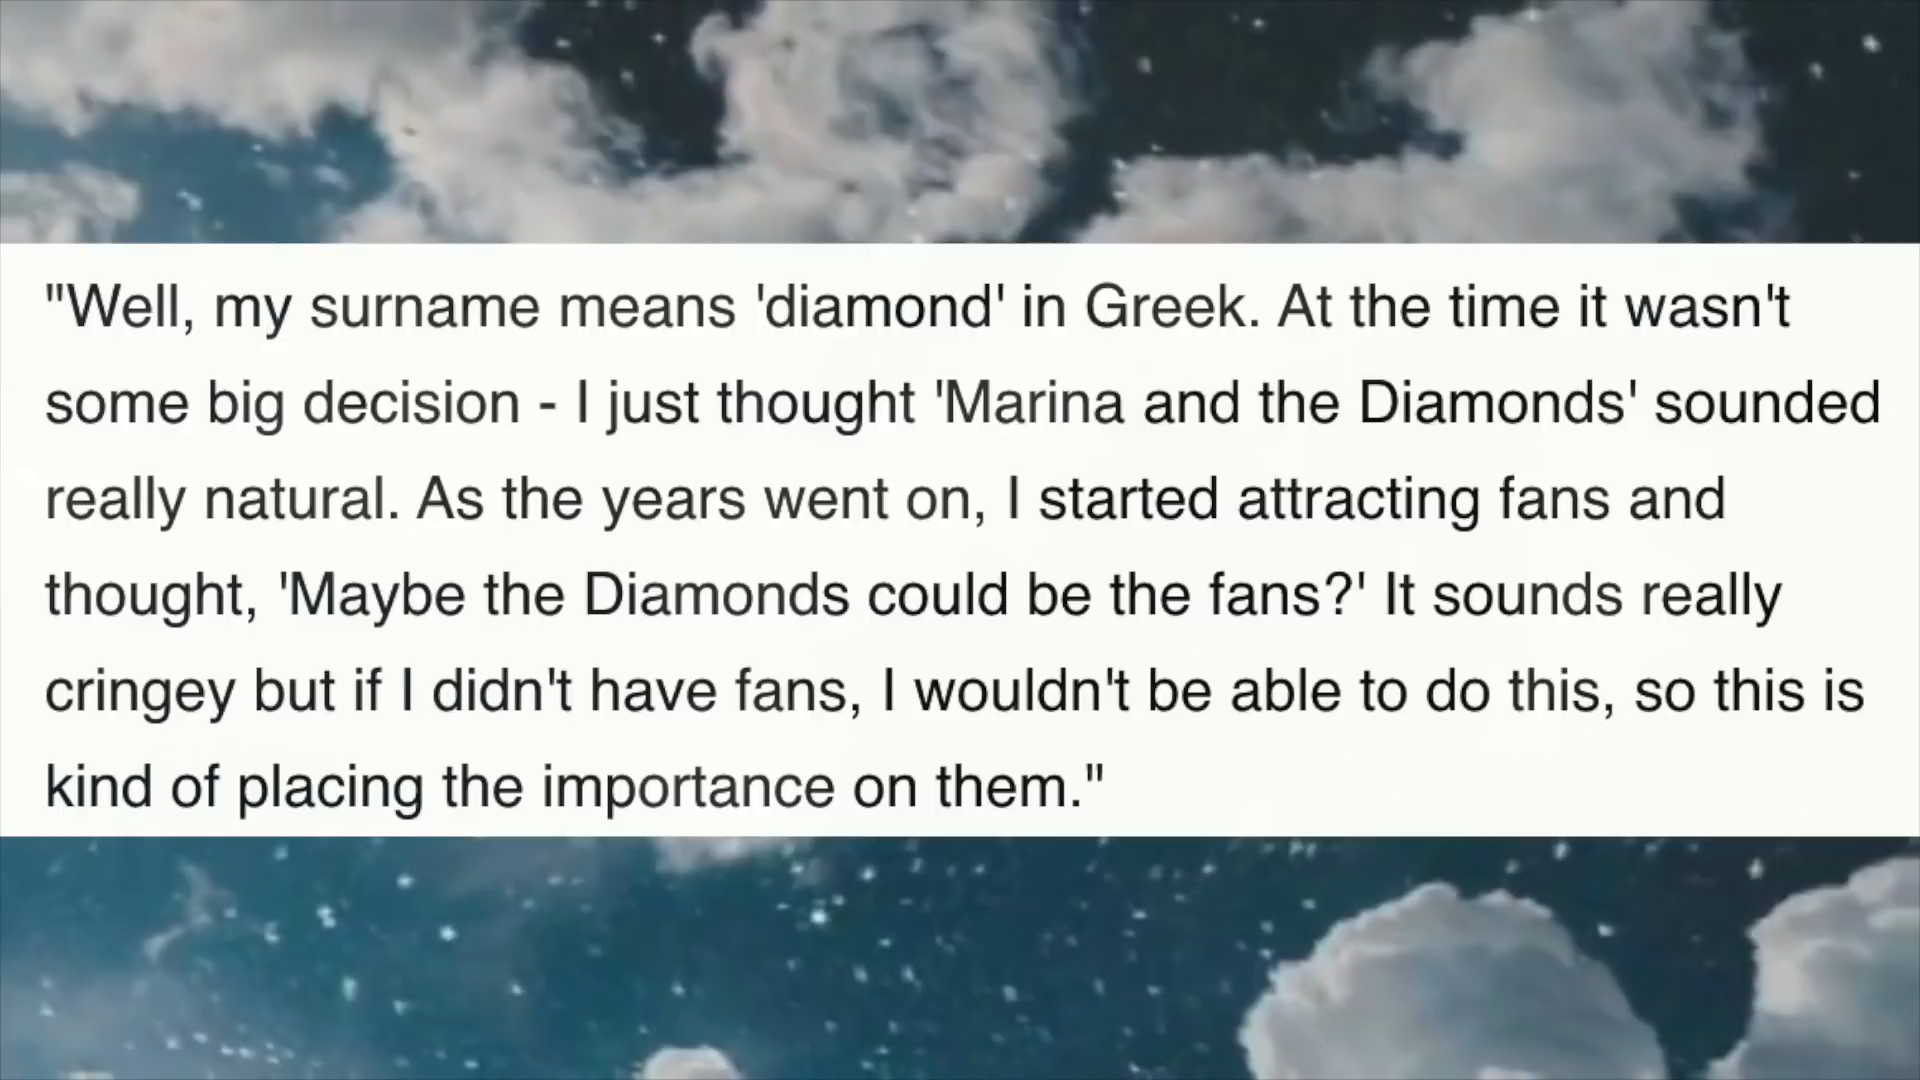 "Well, my surname means 'diamond' in Greek. At the time it wasn't
some big decision - I just thought 'Marina and the Diamonds' sounded
really natural. As the years went on, I started attracting fans and
thought, 'Maybe the Diamonds could be the fans?' It sounds really
cringey but if I didn't have fans, I wouldn't be able to do this, so this is
kind of placing the importance on them."